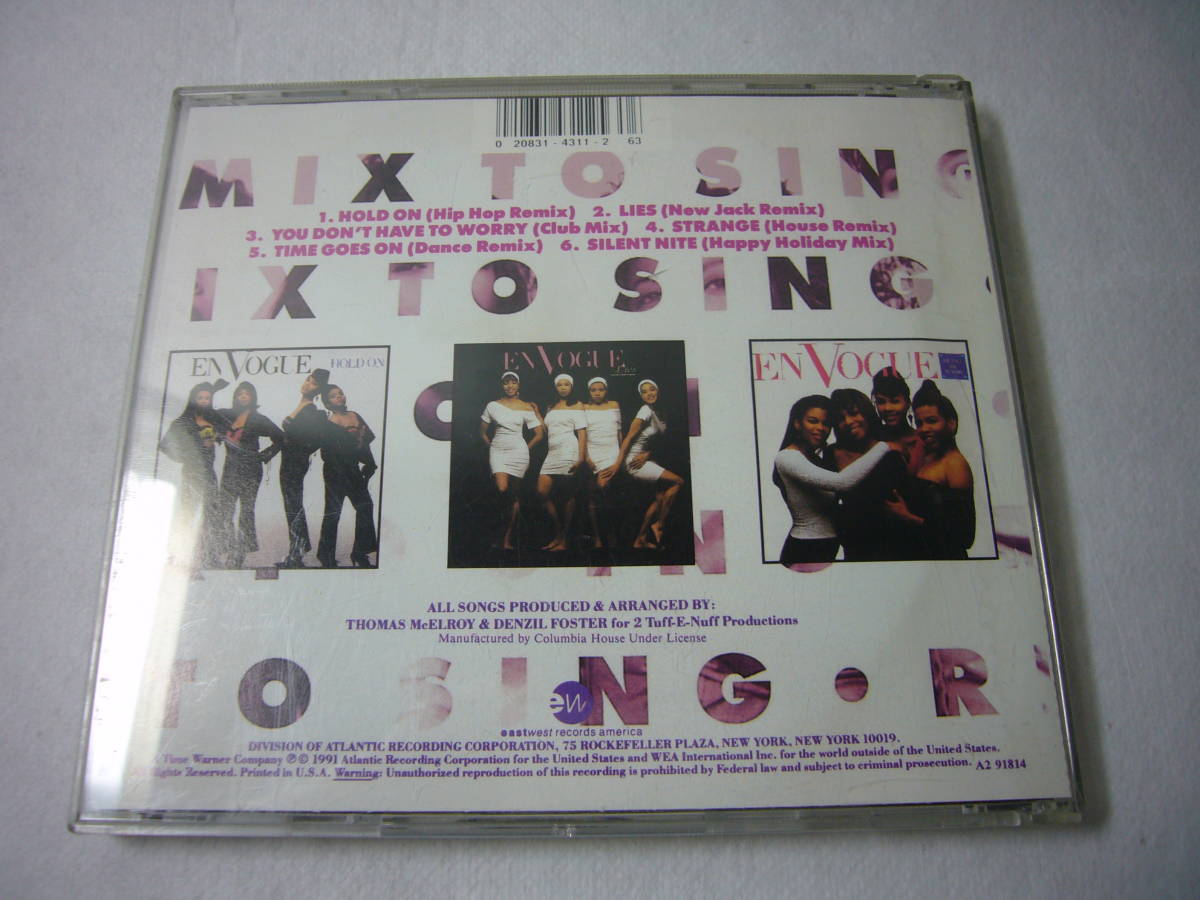 0 20831 - 4311 - 2 63
MIX TO SING
1. HOLD ON (Hip Hop Remix) 2. LIES (New Jack Remix)
3. YOU DON'T HAVE TO WORRY (Club Mix) 4. STRANGE (House Remix)
5. TIME GOES ON (Dance Remix) 6. SILENT NITE (Happy Holiday Mix)
IX TO SING
EN VOGUE HOLD ON
EN VOGUE
Lies
EN VOGUE
ALL SONGS PRODUCED & ARRANGED BY:
THOMAS McELROY & DENZIL FOSTER for 2 Tuff-E-Nuff Productions
Manufactured by Columbia House Under License
TO SING • R
ew
eastwest records america
DIVISION OF ATLANTIC RECORDING CORPORATION, 75 ROCKEFELLER PLAZA, NEW YORK, NEW YORK 10019.
Time Warner Company ℗ © 1991 Atlantic Recording Corporation for the United States and WEA International Inc. for the world outside of the United States.
Rights Reserved. Printed in U.S.A. Warning: Unauthorized reproduction of this recording is prohibited by Federal law and subject to criminal prosecution. A2 91814